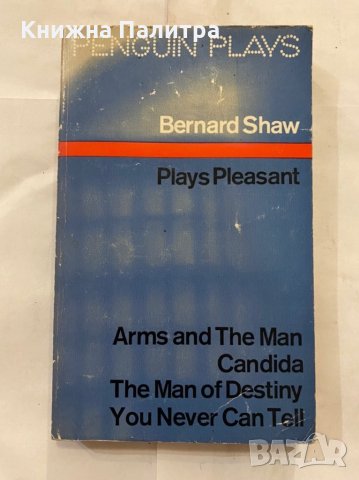 Книжна Палитра
PENGUIN PLAYS
Bernard Shaw
Plays Pleasant
Arms and The Man
Candida
The Man of Destiny
You Never Can Tell
BAZAR